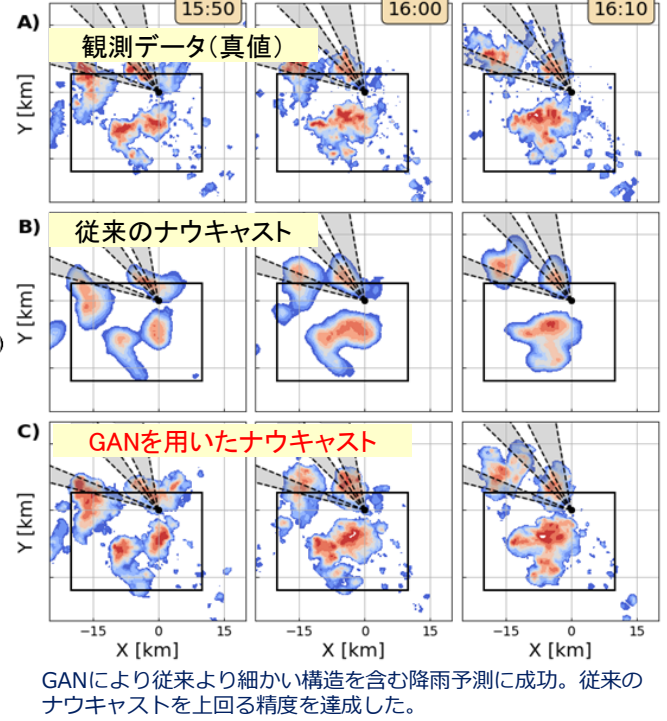 A)
15:50
16:00
16:10
観測データ(真値)
Y [km]
B)
従来のナウキャスト
Y [km]
)
C)
GANを用いたナウキャスト
Y [km]
−15 0 15
−15 0 15
−15 0 15
X [km]
X [km]
X [km]
GANにより従来より細かい構造を含む降雨予測に成功。従来の
ナウキャストを上回る精度を達成した。